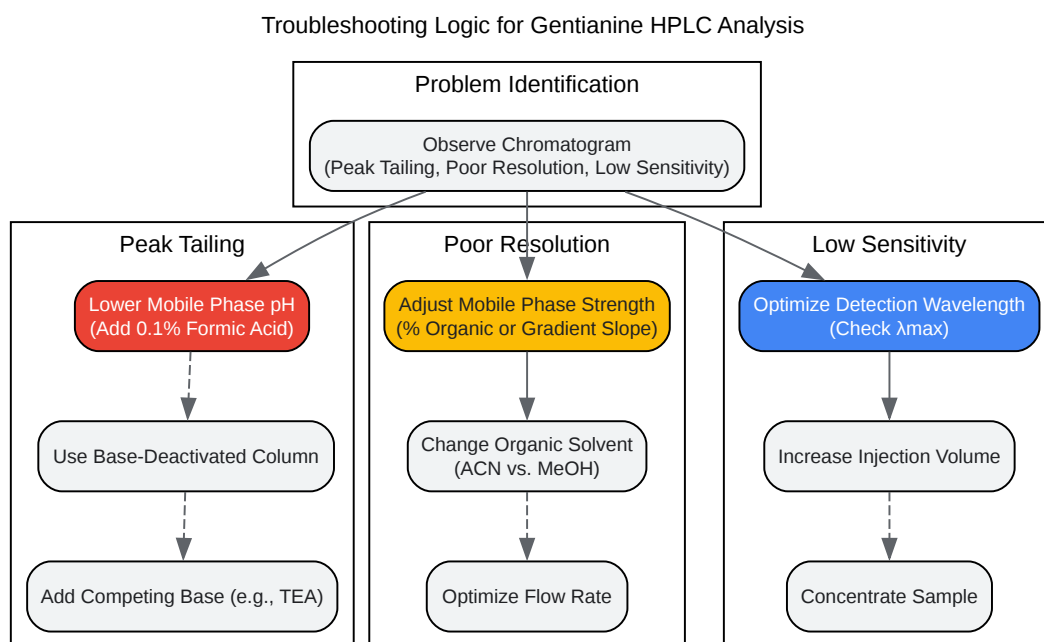 Troubleshooting Logic for Gentianine HPLC Analysis
Problem Identification
Observe Chromatogram
(Peak Tailing, Poor Resolution, Low Sensitivity)
Peak Tailing
Lower Mobile Phase pH
(Add 0.1% Formic Acid)
Use Base-Deactivated Column
Add Competing Base (e.g., TEA)
Poor Resolution
Adjust Mobile Phase Strength
(% Organic or Gradient Slope)
Change Organic Solvent
(ACN vs. MeOH)
Optimize Flow Rate
Low Sensitivity
Optimize Detection Wavelength
(Check λmax)
Increase Injection Volume
Concentrate Sample